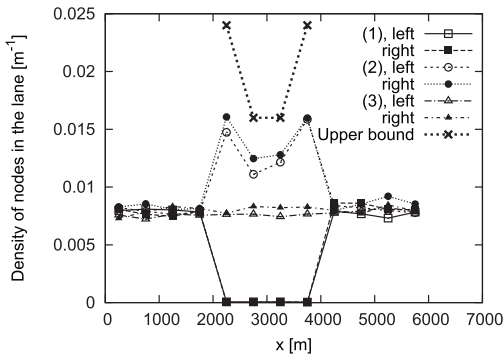 Density of nodes in the lane [m⁻¹]
0.025
0.02
0.015
0.01
0.005
0
(1), left
right
(2), left
right
(3), left
right
Upper bound
0 1000 2000 3000 4000 5000 6000 7000
x [m]